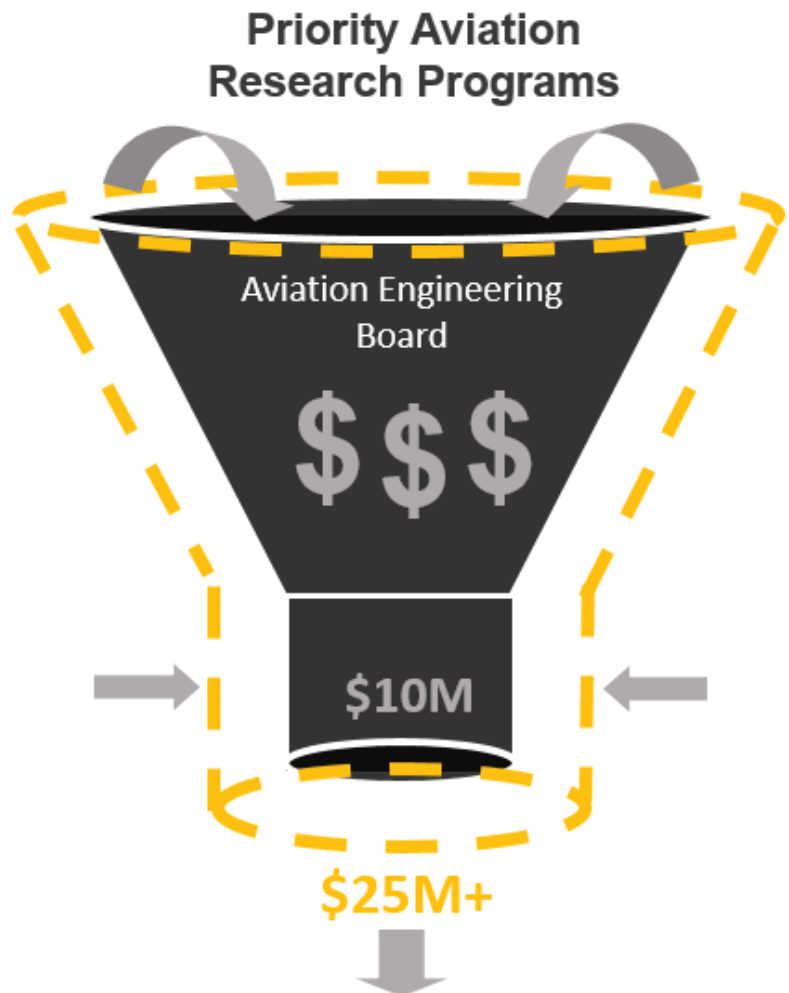 Priority Aviation
Research Programs
Aviation Engineering
Board
$ $ $
$10M
$25M+